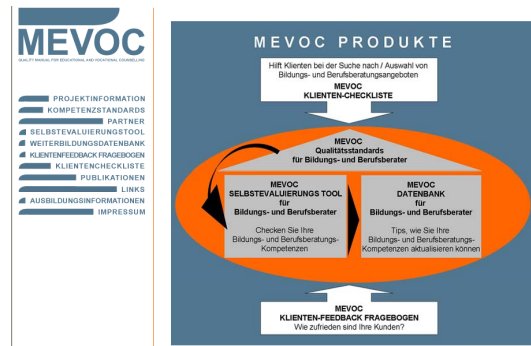 MEVOC
QUALITY MANUAL FOR EDUCATIONAL AND VOCATIONAL COUNSELLING
PROJEKTINFORMATION
KOMPETENZSTANDARDS
PARTNER
SELBSTEVALUIERUNGSTOOL
WEITERBILDUNGSDATENBANK
KLIENTENFEEDBACK FRAGEBOGEN
KLIENTENCHECKLISTE
PUBLIKATIONEN
LINKS
AUSBILDUNGSINFORMATIONEN
IMPRESSUM
MEVOC PRODUKTE
Hilft Klienten bei der Suche nach / Auswahl von
Bildungs- und Berufsberatungsangeboten
MEVOC
KLIENTEN-CHECKLISTE
MEVOC
Qualitätsstandards
für Bildungs- und Berufsberater
MEVOC
SELBSTEVALUIERUNGS TOOL
für
Bildungs- und Berufsberater
Checken Sie Ihre
Bildungs- und Berufsberatungs-
Kompetenzen
MEVOC
DATENBANK
für
Bildungs- und Berufsberater
Tips, wie Sie Ihre
Bildungs- und Berufsberatungs-
Kompetenzen aktualisieren können
MEVOC
KLIENTEN-FEEDBACK FRAGEBOGEN
Wie zufrieden sind Ihre Kunden?